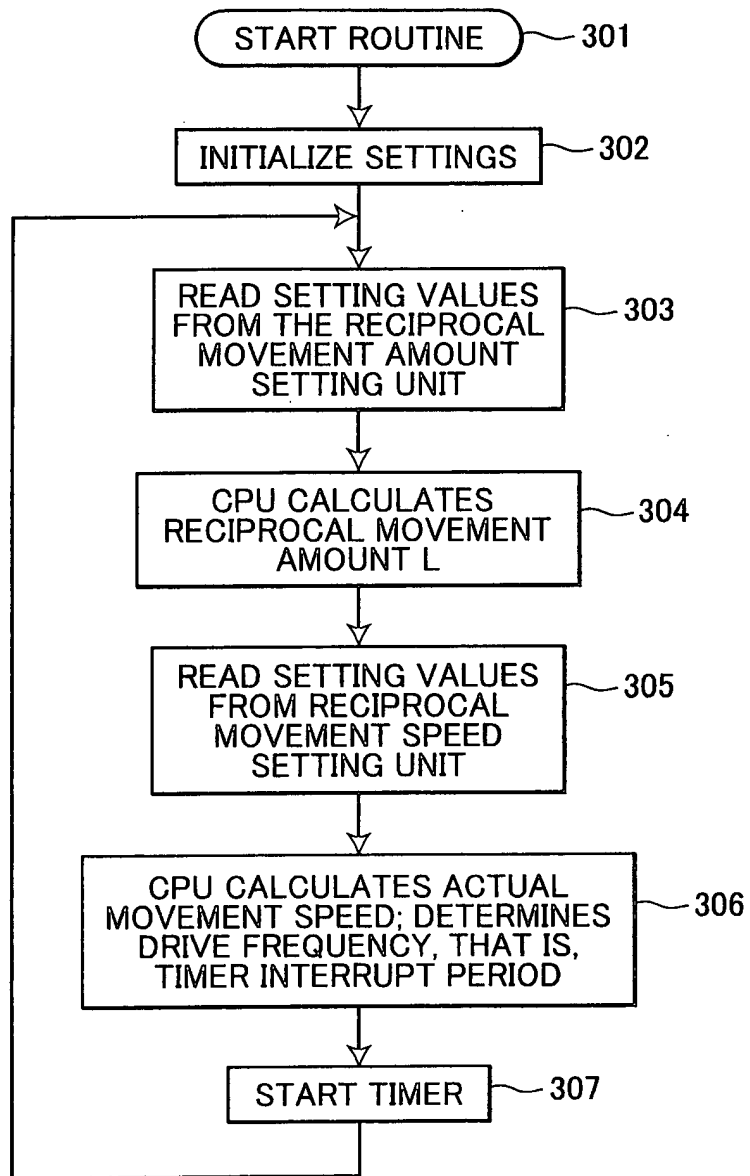 START ROUTINE
301
INITIALIZE SETTINGS
302
READ SETTING VALUES
FROM THE RECIPROCAL
MOVEMENT AMOUNT
SETTING UNIT
303
CPU CALCULATES
RECIPROCAL MOVEMENT
AMOUNT L
304
READ SETTING VALUES
FROM RECIPROCAL
MOVEMENT SPEED
SETTING UNIT
305
CPU CALCULATES ACTUAL
MOVEMENT SPEED; DETERMINES
DRIVE FREQUENCY, THAT IS,
TIMER INTERRUPT PERIOD
306
START TIMER
307